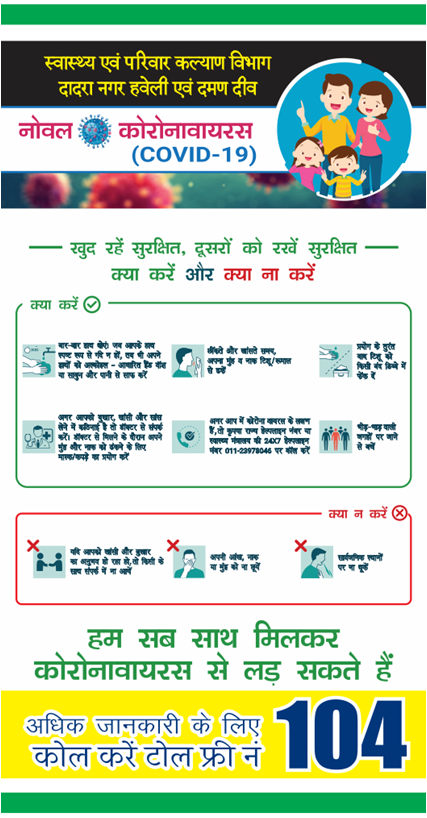 स्वास्थ्य एवं परिवार कल्याण विभाग
दादरा नगर हवेली एवं दमण दीव
नोवल कोरोनावायरस
(COVID-19)
खुद रहें सुरक्षित, दूसरों को रखें सुरक्षित
क्या करें और क्या ना करें
क्या करें
बार-बार हाथ धोएं। जब आपके हाथ
स्पष्ट रूप से गंदे न हों, तब भी अपने
हाथों को अल्कोहल – आधारित हैंड वॉश
या साबुन और पानी से साफ करें
छींकते और खांसते समय,
अपना मुंह व नाक टिशू/रूमाल
से ढकें
प्रयोग के तुरंत
बाद टिशू को
किसी बंद डिब्बे में
फेंक दें
अगर आपको बुखार, खांसी और सांस
लेने में कठिनाई है तो डॉक्टर से संपर्क
करें। डॉक्टर से मिलने के दौरान अपने
मुंह और नाक को ढकने के लिए
मास्क/कपड़े का प्रयोग करें
अगर आप में कोरोना वायरस के लक्षण
हैं, तो कृपया राज्य हेल्पलाइन नंबर या
स्वास्थ्य मंत्रालय की 24X7 हेल्पलाइन
नंबर 011-23978046 पर कॉल करें
भीड़-भाड़ वाली
जगहों पर जाने
से बचें
क्या न करें
यदि आपको खांसी और बुखार
का अनुभव हो रहा हो, तो किसी के
साथ संपर्क में ना आयें
अपनी आंख, नाक
या मुंह को ना छूयें
सार्वजनिक स्थानों
पर ना थूकें
हम सब साथ मिलकर
कोरोनावायरस से लड़ सकते हैं
अधिक जानकारी के लिए
कोल करें टोल फ्री नं 104